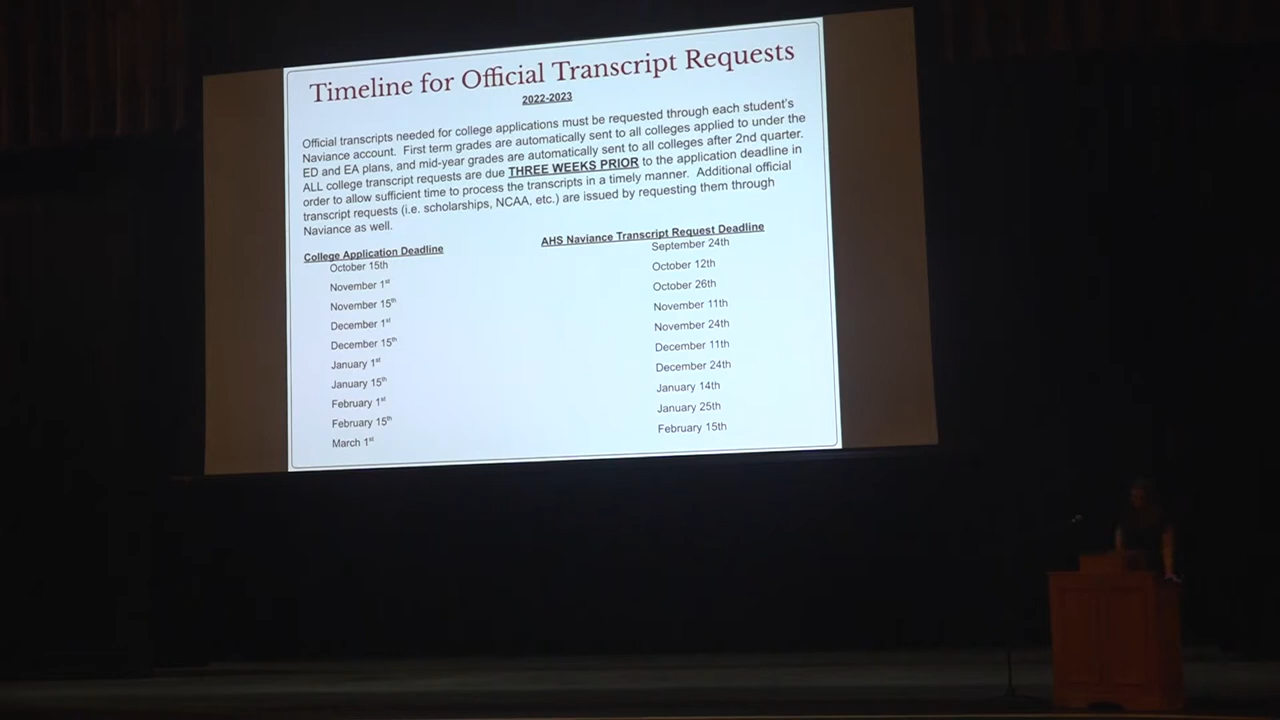 Timeline for Official Transcript Requests
2022-2023
Official transcripts needed for college applications must be requested through each student's
Naviance account. First term grades are automatically sent to all colleges applied to under the
ED and EA plans, and mid-year grades are automatically sent to all colleges after 2nd quarter.
ALL college transcript requests are due THREE WEEKS PRIOR to the application deadline in
order to allow sufficient time to process the transcripts in a timely manner. Additional official
transcript requests (i.e. scholarships, NCAA, etc.) are issued by requesting them through
Naviance as well.
College Application Deadline
October 15th
November 1st
November 15th
December 1st
December 15th
January 1st
January 15th
February 1st
February 15th
March 1st
AHS Naviance Transcript Request Deadline
September 24th
October 12th
October 26th
November 11th
November 24th
December 11th
December 24th
January 14th
January 25th
February 15th